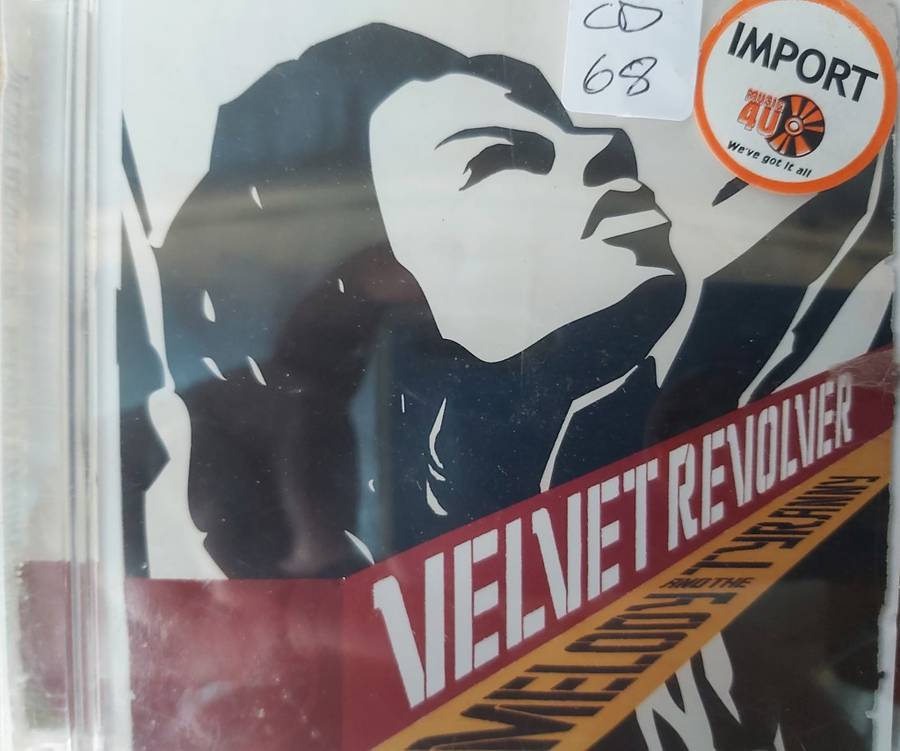 CD
68
IMPORT
MUSIC
4U
We've got it all
VELVET REVOLVER
MELODY AND THE TYRANNY